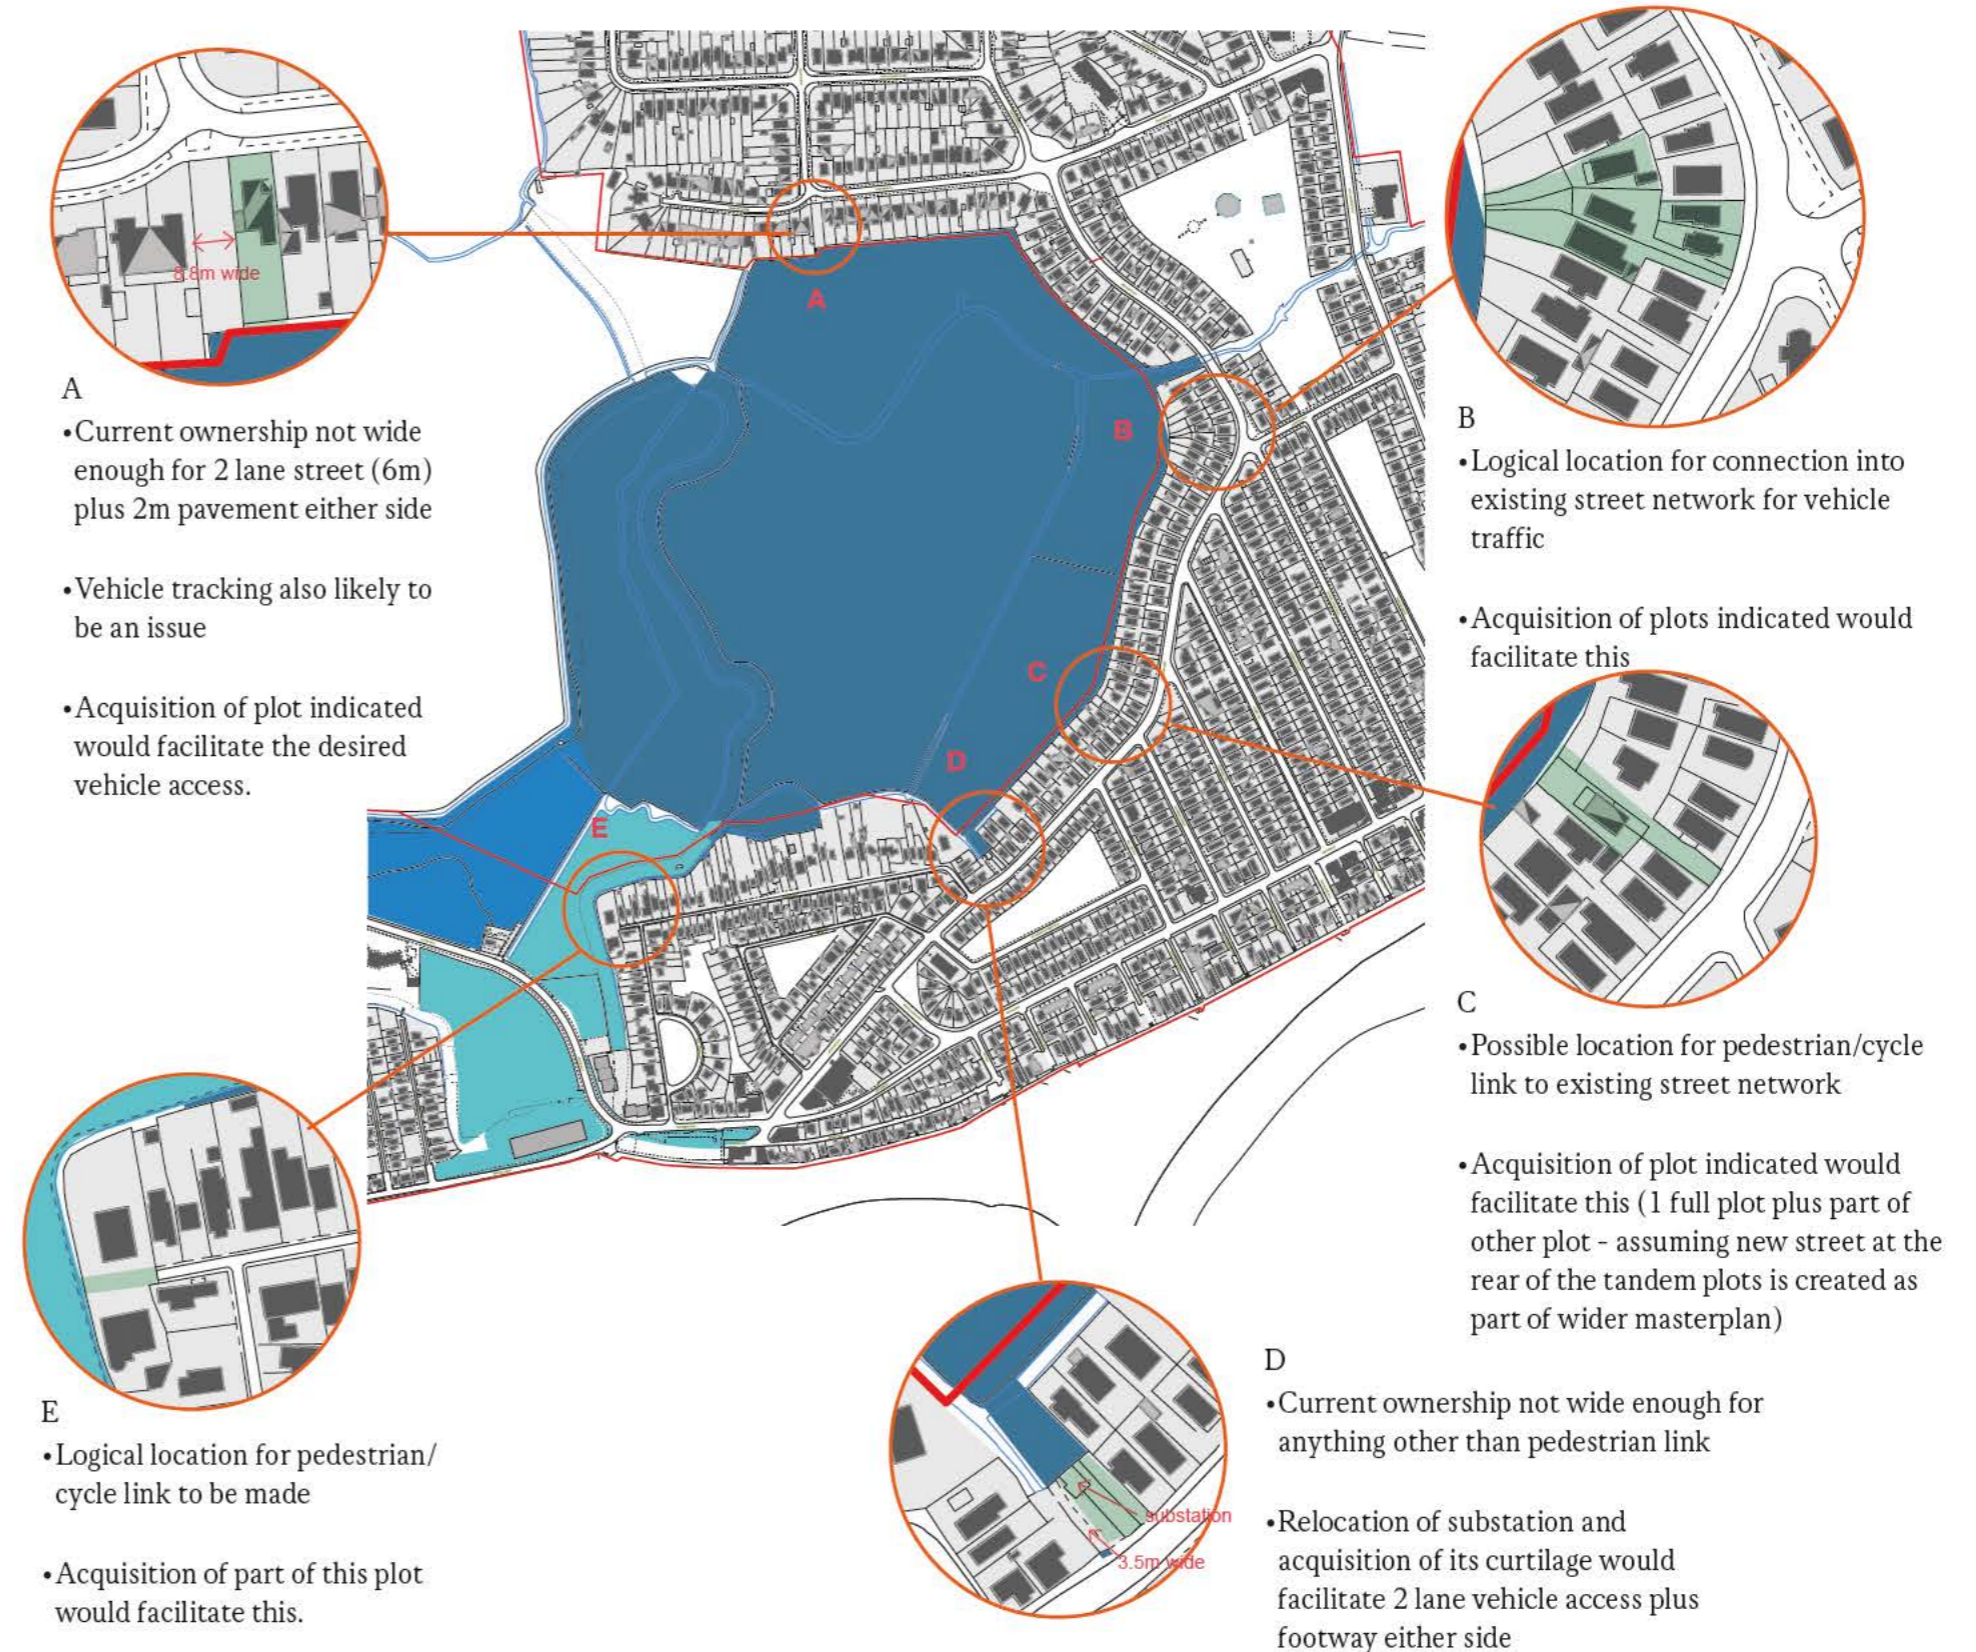 8.8m wide
A
•Current ownership not wide
enough for 2 lane street (6m)
plus 2m pavement either side
•Vehicle tracking also likely to
be an issue
•Acquisition of plot indicated
would facilitate the desired
vehicle access.
A
B
C
D
E
B
•Logical location for connection into
existing street network for vehicle
traffic
•Acquisition of plots indicated would
facilitate this
C
•Possible location for pedestrian/cycle
link to existing street network
•Acquisition of plot indicated would
facilitate this (1 full plot plus part of
other plot - assuming new street at the
rear of the tandem plots is created as
part of wider masterplan)
substation
3.5m wide
D
•Current ownership not wide enough for
anything other than pedestrian link
•Relocation of substation and
acquisition of its curtilage would
facilitate 2 lane vehicle access plus
footway either side
E
•Logical location for pedestrian/
cycle link to be made
•Acquisition of part of this plot
would facilitate this.